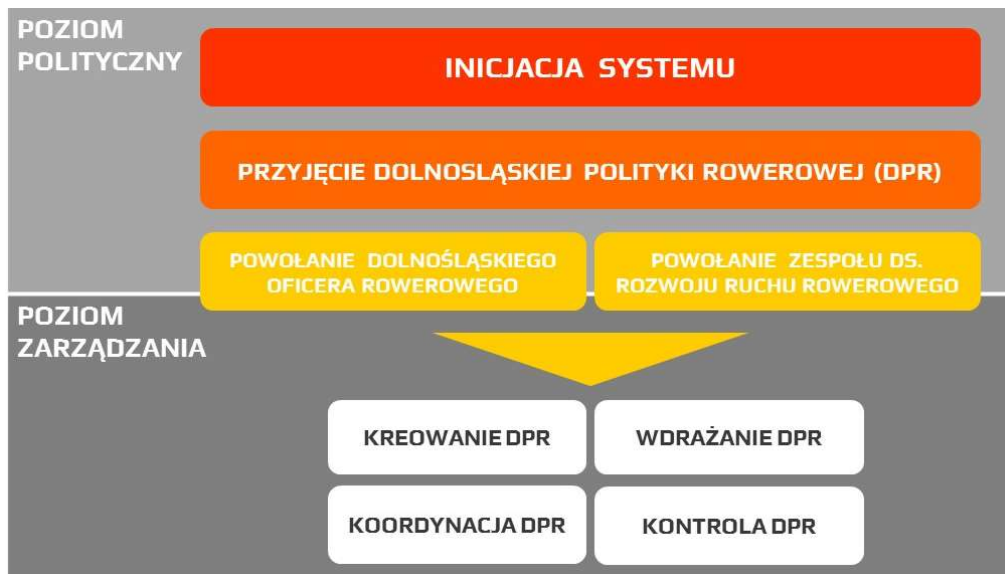 POZIOM
POLITYCZNY
INICJACJA SYSTEMU
PRZYJĘCIE DOLNOSLĄSKIEJ POLITYKI ROWEROWEJ (DPR)
POWOŁANIE DOLNOŚLĄSKIEGO
OFICERA ROWEROWEGO
POWOŁANIE ZESPOŁU DS.
ROZWOJU RUCHU ROWEROWEGO
POZIOM
ZARZĄDZANIA
KREOWANIE DPR
WDRAŻANIE DPR
KOORDYNACJA DPR
KONTROLA DPR